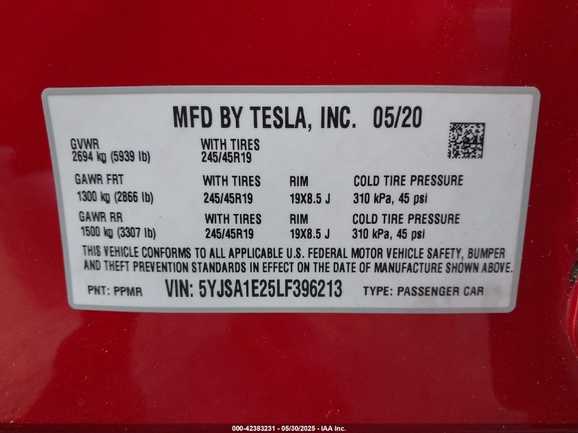 MFD BY TESLA, INC. 05/20
GVWR WITH TIRES
2694 kg (5939 lb) 245/45R19
GAWR FRT WITH TIRES RIM COLD TIRE PRESSURE
1300 kg (2866 lb) 245/45R19 19X8.5 J 310 kPa, 45 psi
GAWR RR WITH TIRES RIM COLD TIRE PRESSURE
1500 kg (3307 lb) 245/45R19 19X8.5 J 310 kPa, 45 psi
THIS VEHICLE CONFORMS TO ALL APPLICABLE U.S. FEDERAL MOTOR VEHICLE SAFETY, BUMPER
AND THEFT PREVENTION STANDARDS IN EFFECT ON THE DATE OF MANUFACTURE SHOWN ABOVE.
PNT: PPMR VIN: 5YJSA1E25LF396213 TYPE: PASSENGER CAR
000-42383231 - 05/30/2025 - IAA Inc.